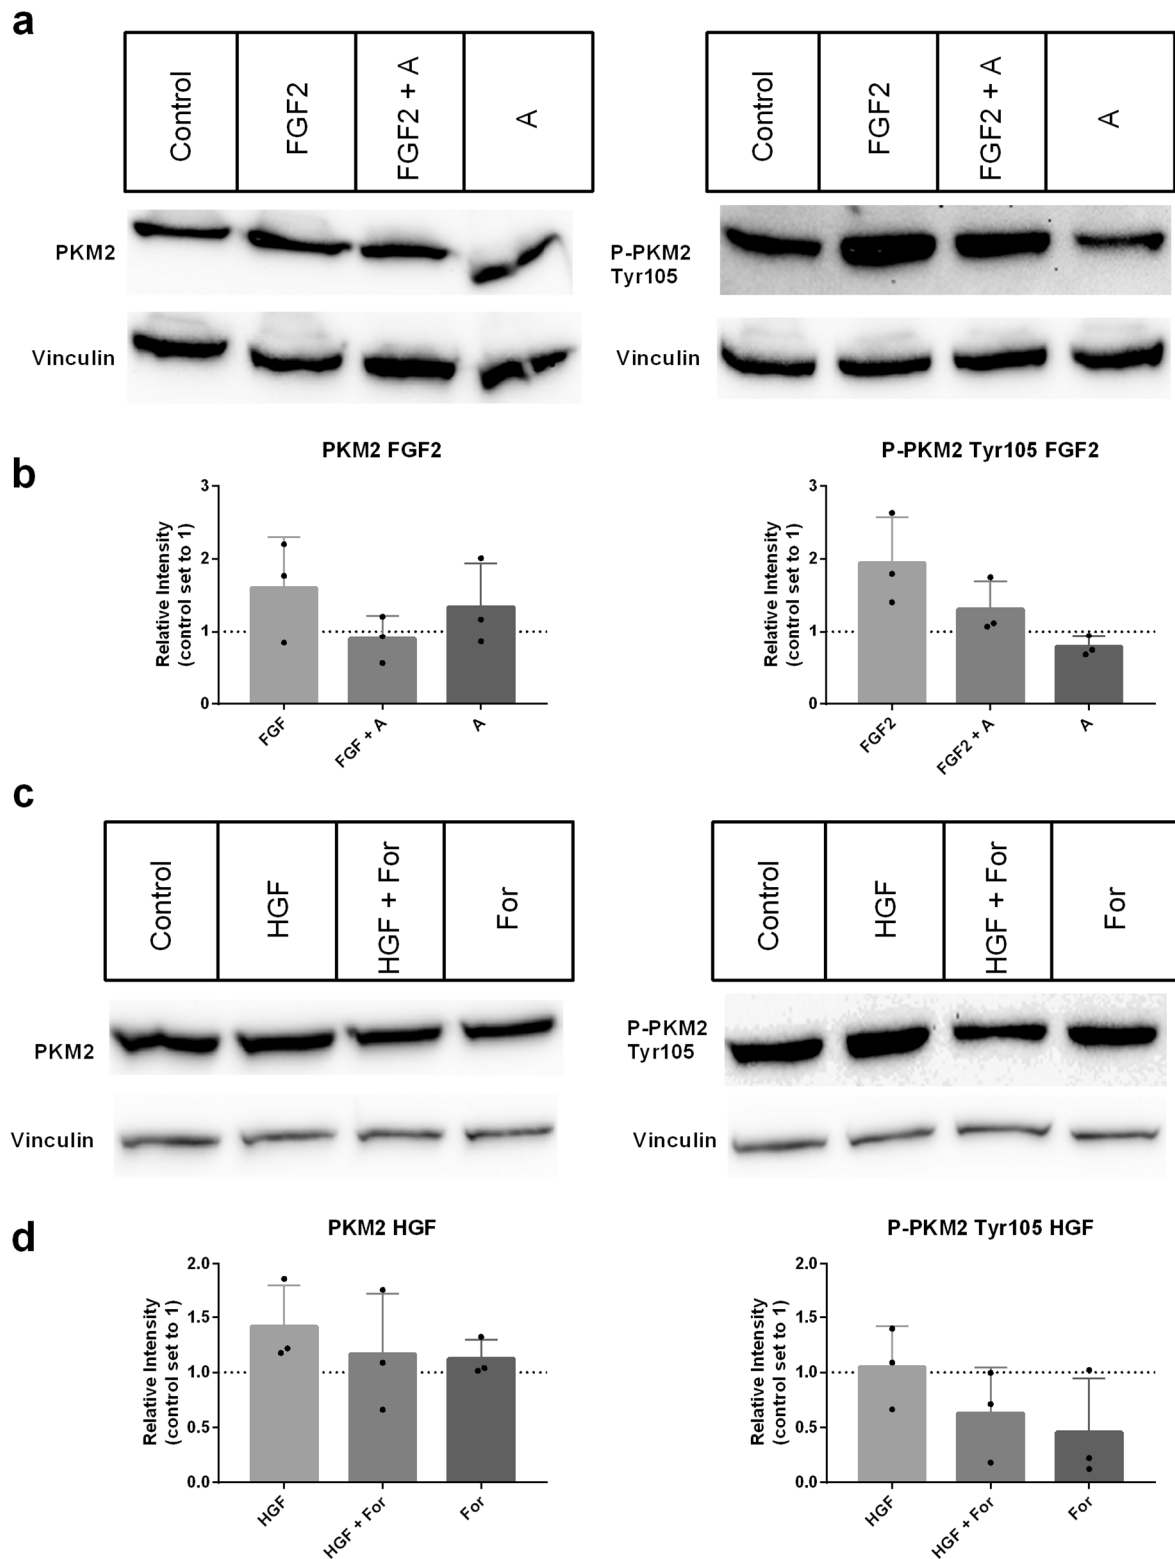 a
Control
FGF2
FGF2 + A
A
Control
FGF2
FGF2 + A
A
PKM2
P-PKM2
Tyr105
Vinculin
Vinculin
b
PKM2 FGF2
Relative Intensity
(control set to 1)
3
2
1
0
FGF
FGF + A
A
P-PKM2 Tyr105 FGF2
Relative Intensity
(control set to 1)
3
2
1
0
FGF2
FGF2 + A
A
c
Control
HGF
HGF + For
For
Control
HGF
HGF + For
For
PKM2
P-PKM2
Tyr105
Vinculin
Vinculin
d
PKM2 HGF
Relative Intensity
(control set to 1)
2.0
1.5
1.0
0.5
0.0
HGF
HGF + For
For
P-PKM2 Tyr105 HGF
Relative Intensity
(control set to 1)
2.0
1.5
1.0
0.5
0.0
HGF
HGF + For
For